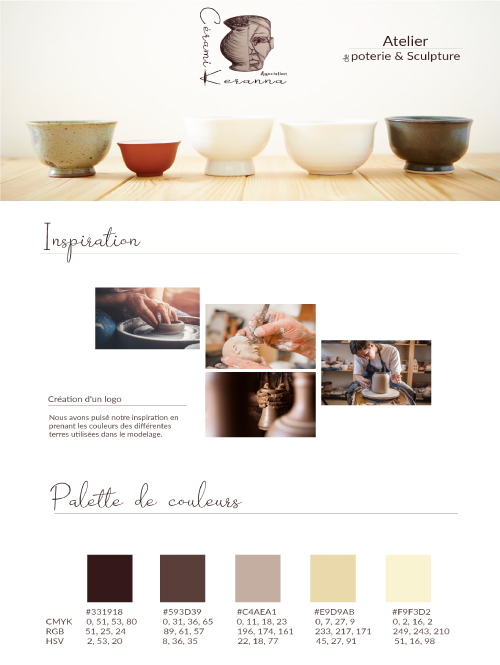 Cérami
Keranna
Association
Atelier
de poterie & Sculpture
Inspiration
Création d'un logo
Nous avons puisé notre inspiration en
prenant les couleurs des différentes
terres utilisées dans le modelage.
Palette de couleurs
#331918 #593D39 #C4AEA1 #E9D9AB #F9F3D2
CMYK 0, 51, 53, 80 0, 31, 36, 65 0, 11, 18, 23 0, 7, 27, 9 0, 2, 16, 2
RGB 51, 25, 24 89, 61, 57 196, 174, 161 233, 217, 171 249, 243, 210
HSV 2, 53, 20 8, 36, 35 22, 18, 77 45, 27, 91 51, 16, 98